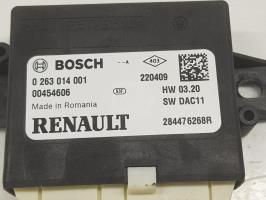 BOSCH
0 263 014 001 220409
00454606 HW 03.20
Made in Romania SW DAC11
RENAULT 284476268R